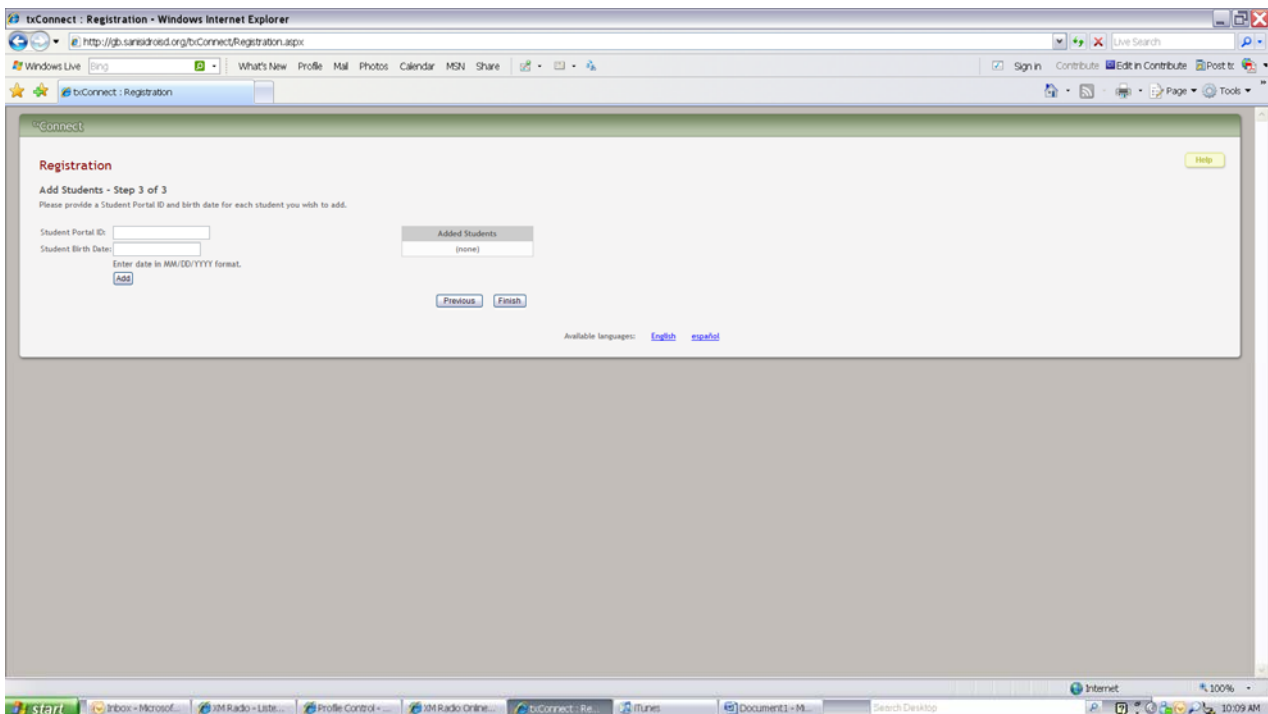 txConnect : Registration - Windows Internet Explorer
http://gb.sanisidroisd.org/txConnect/Registration.aspx
Live Search
Windows Live Bing What's New Profile Mail Photos Calendar MSN Share Sign in Contribute Edit in Contribute Post to
txConnect : Registration Page Tools
txConnect
Registration
Help
Add Students - Step 3 of 3
Please provide a Student Portal ID and birth date for each student you wish to add.
Student Portal ID:
Added Students
Student Birth Date:
(none)
Enter date in MM/DD/YYYY format.
Add
Previous Finish
Available languages: English español
Internet 100%
start Inbox - Microsof... XM Radio - Liste... Profile Control - ... XM Radio Online... txConnect : Re... iTunes Document1 - M... Search Desktop 10:09 AM